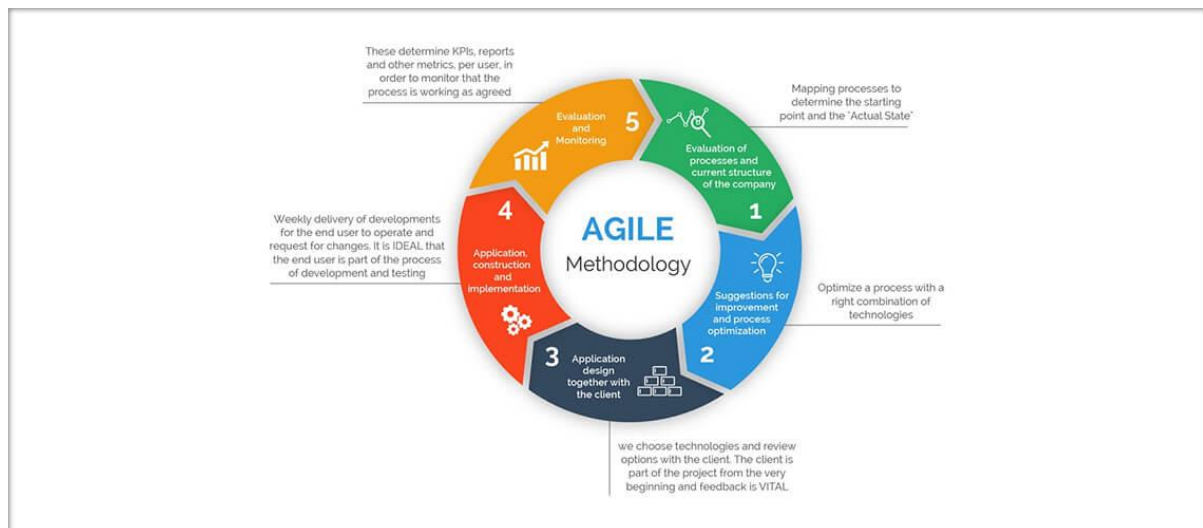 AGILE
Methodology
Mapping processes to
determine the starting
point and the "Actual State"
Evaluation of
processes and
current structure
of the company
1
Optimize a process with a
right combination of
technologies
Suggestions for
improvement
and process
optimization
2
3
Application
design
together with
the client
we choose technologies and review
options with the client. The client is
part of the project from the very
beginning and feedback is VITAL
Weekly delivery of developments
for the end user to operate and
request for changes. It is IDEAL that
the end user is part of the process
of development and testing
4
Application,
construction
and
implementation
These determine KPIs, reports
and other metrics, per user, in
order to monitor that the
process is working as agreed
Evaluation
and
Monitoring
5